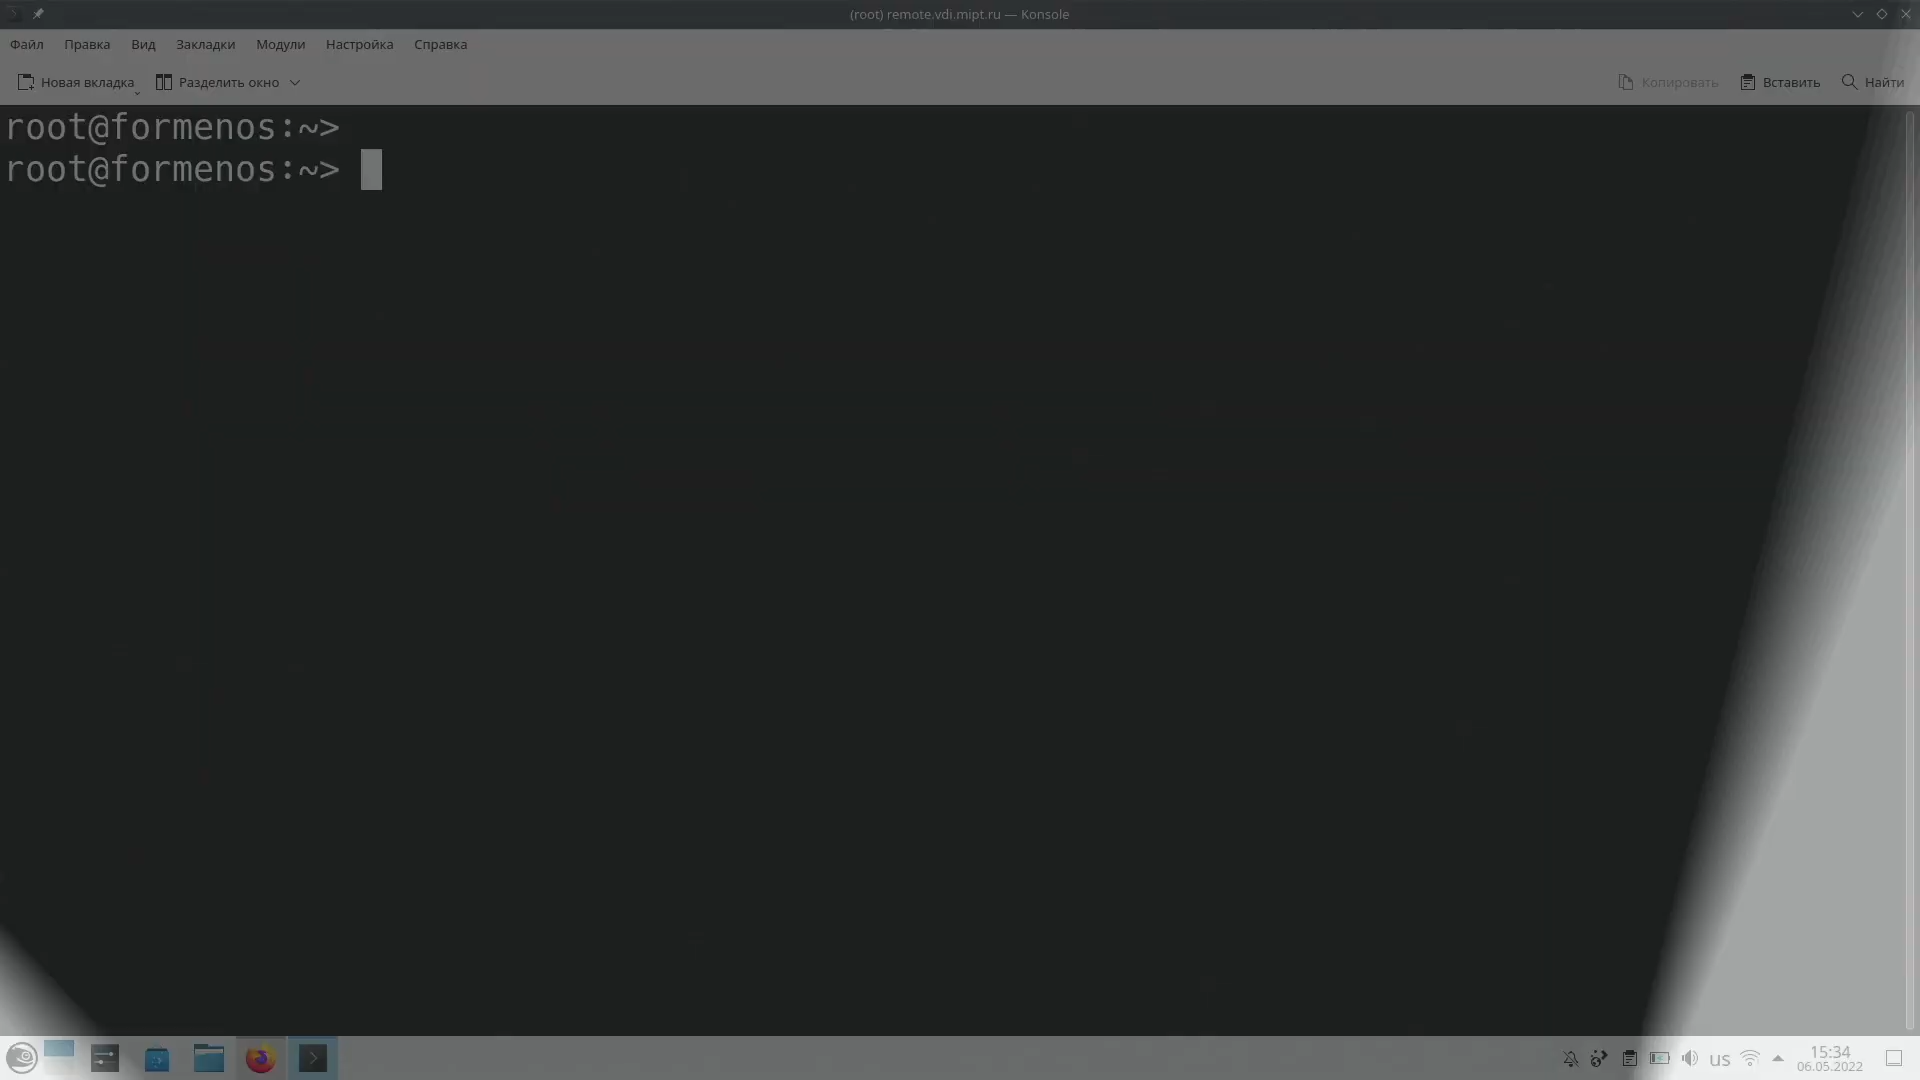 (root) remote.vdi.mipt.ru — Konsole
Файл Правка Вид Закладки Модули Настройка Справка
Новая вкладка Разделить окно Копировать Вставить Найти
root@formenos:~>
root@formenos:~>
us 15:34
06.05.2022